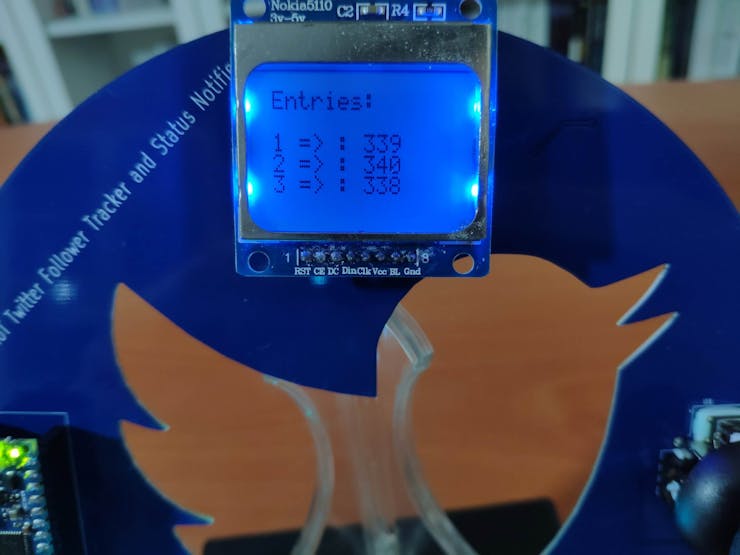 Nokia5110
3v-5v
C2
R4
Entries:
1 => : 339
2 => : 340
3 => : 338
1
8
RST CE DC Din Clk Vcc BL Gnd
Twitter Follower Tracker and Status